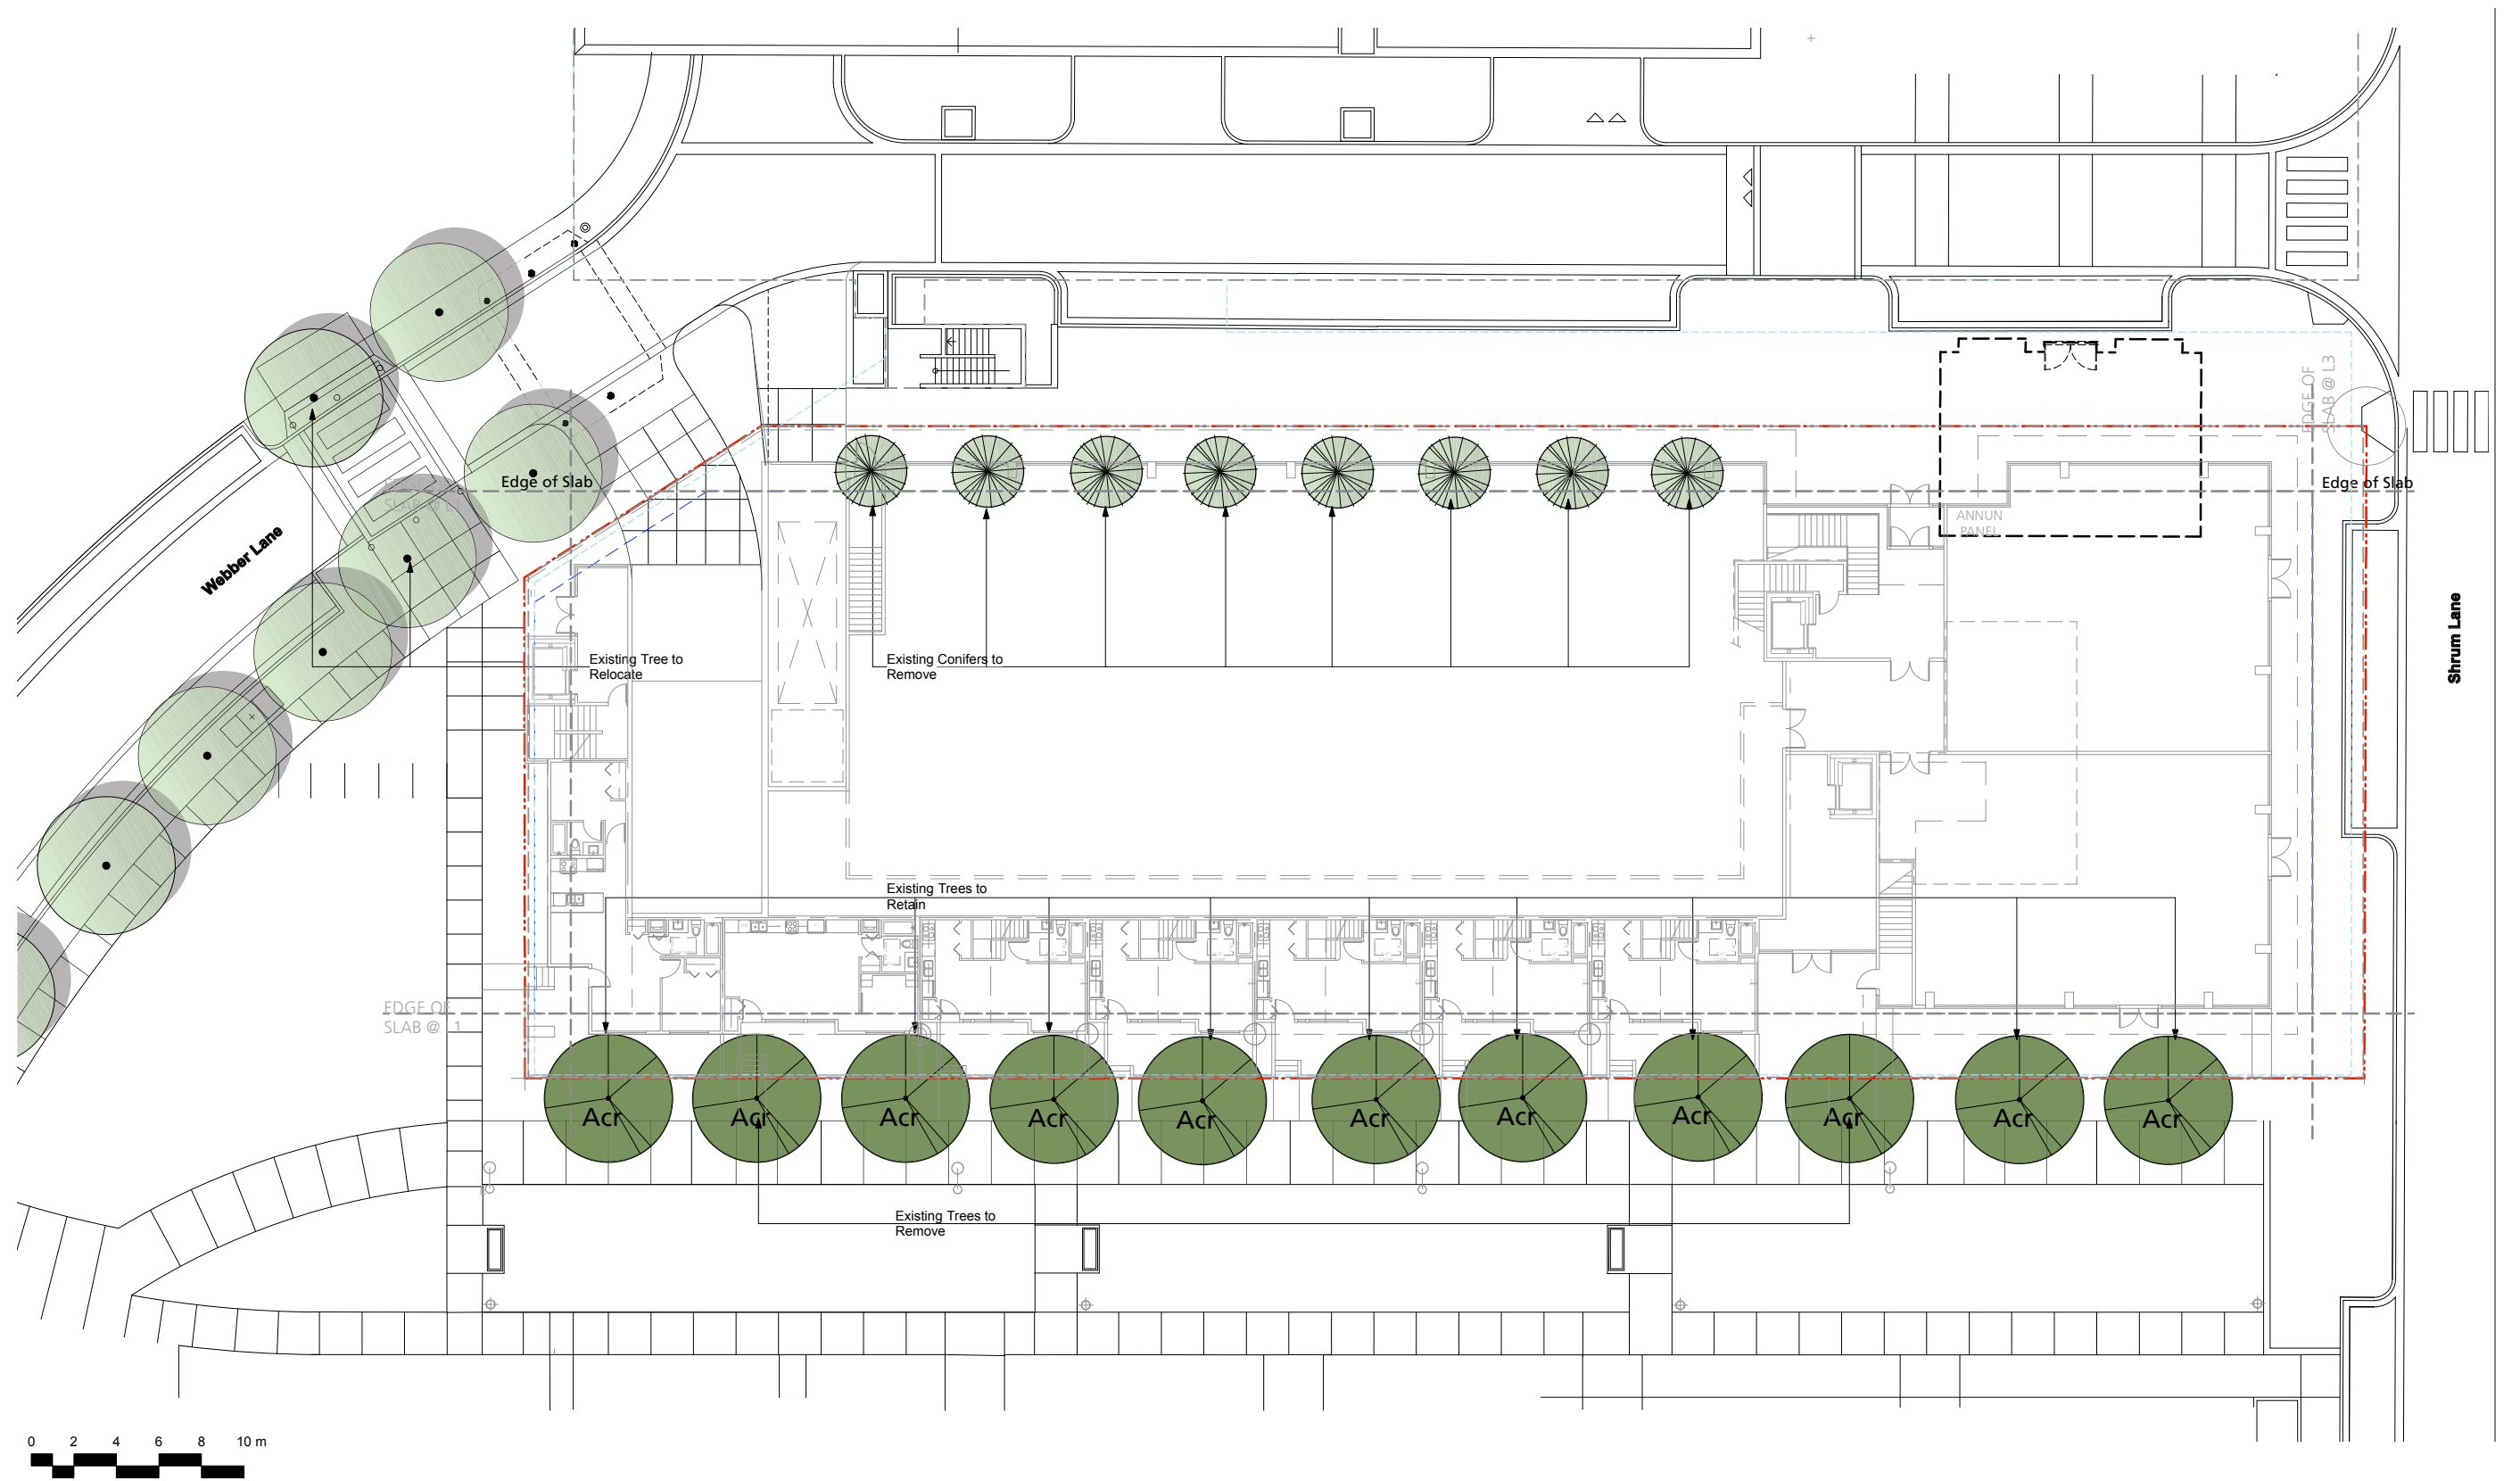 EDGE OF
SLAB @ L3
Edge of Slab
SLAB @ L
Edge of Slab
ANNUN
PANEL
Webber Lane
Shrum Lane
Existing Tree to
Relocate
Existing Conifers to
Remove
Existing Trees to
Retain
EDGE OF
SLAB @ L1
Acr
Acr
Acr
Acr
Acr
Acr
Acr
Acr
Acr
Acr
Acr
Existing Trees to
Remove
0 2 4 6 8 10 m